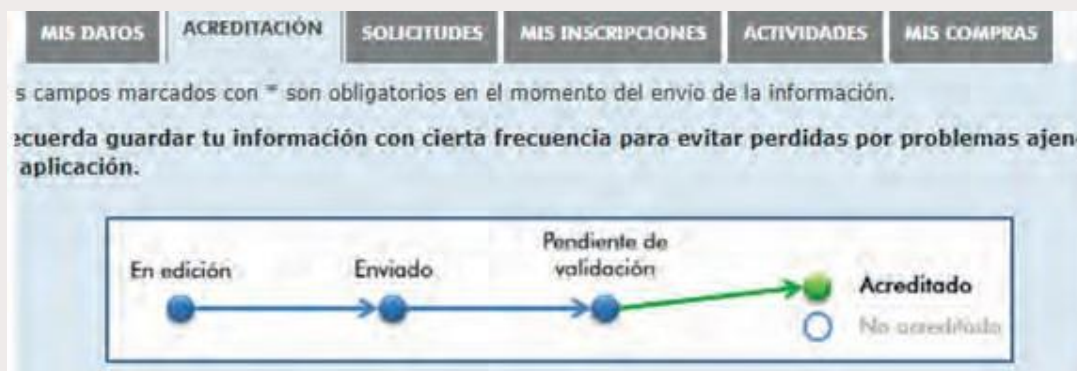 MIS DATOS ACREDITACIÓN SOLICITUDES MIS INSCRIPCIONES ACTIVIDADES MIS COMPRAS
s campos marcados con * son obligatorios en el momento del envío de la información.
ecuerda guardar tu información con cierta frecuencia para evitar perdidas por problemas ajen
aplicación.
En edición Enviado Pendiente de
validación
Acreditado
No acreditado